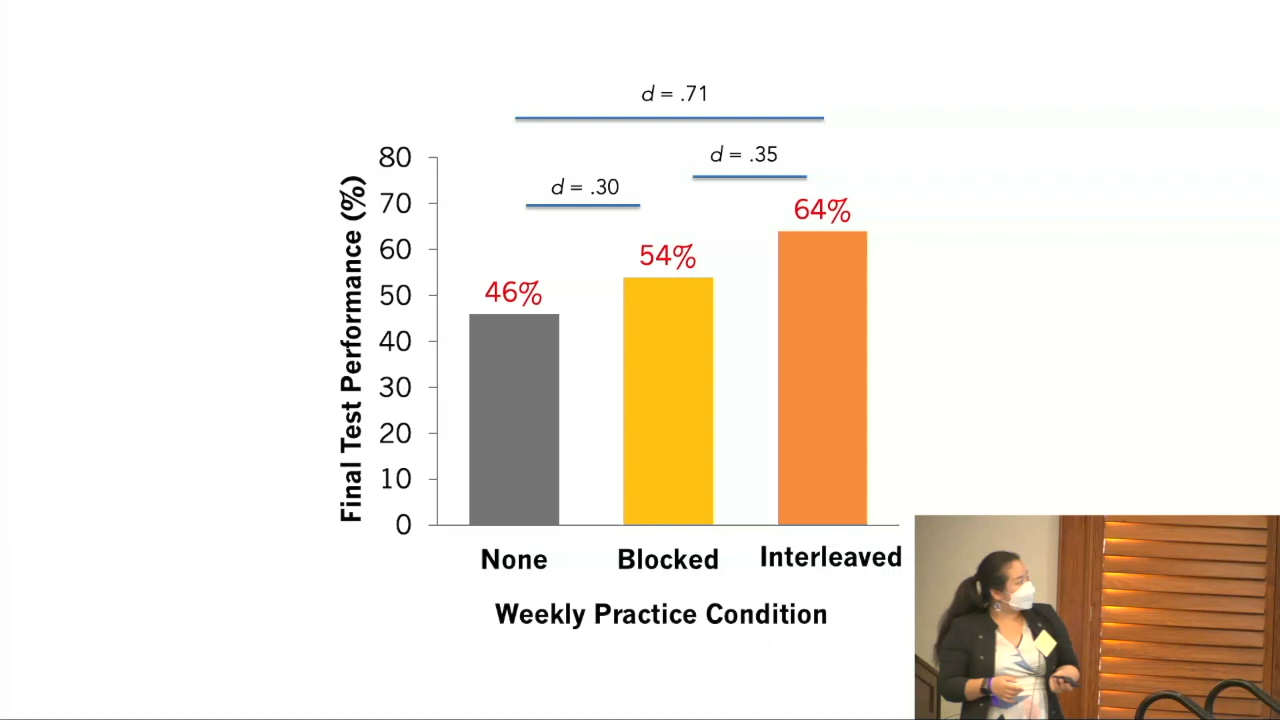 d = .71
d = .35
d = .30
64%
54%
46%
Final Test Performance (%)
80
70
60
50
40
30
20
10
0
None Blocked Interleaved
Weekly Practice Condition